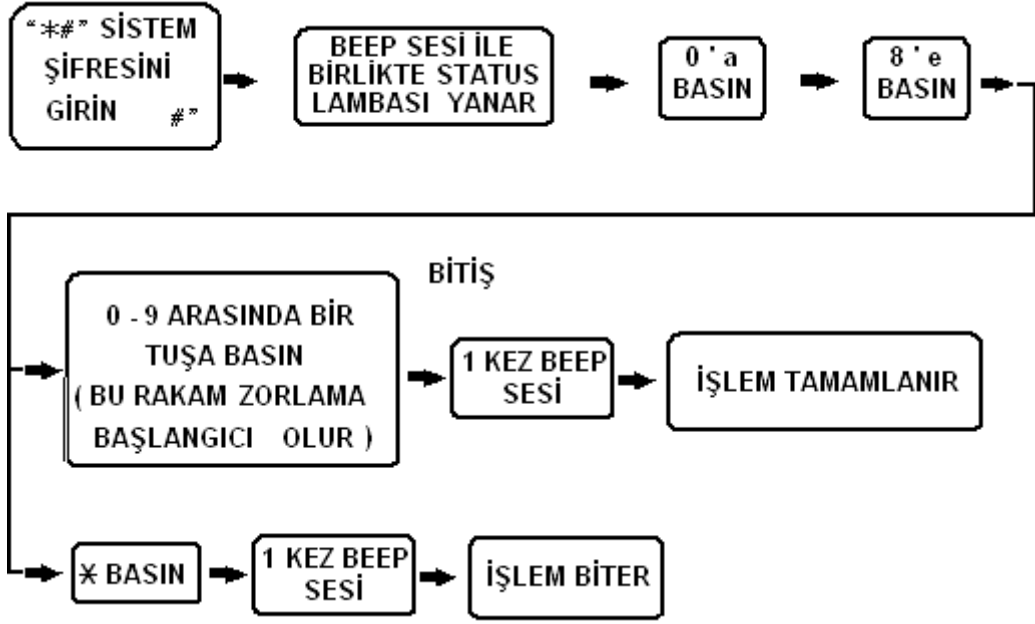 “*#” SİSTEM
ŞİFRESİNİ
GİRİN #”
BEEP SESİ İLE
BİRLİKTE STATUS
LAMBASI YANAR
0 ' a
BASIN
8 ' e
BASIN
BİTİŞ
0 - 9 ARASINDA BİR
TUŞA BASIN
( BU RAKAM ZORLAMA
BAŞLANGICI OLUR )
1 KEZ BEEP
SESİ
İŞLEM TAMAMLANIR
* BASIN
1 KEZ BEEP
SESİ
İŞLEM BİTER